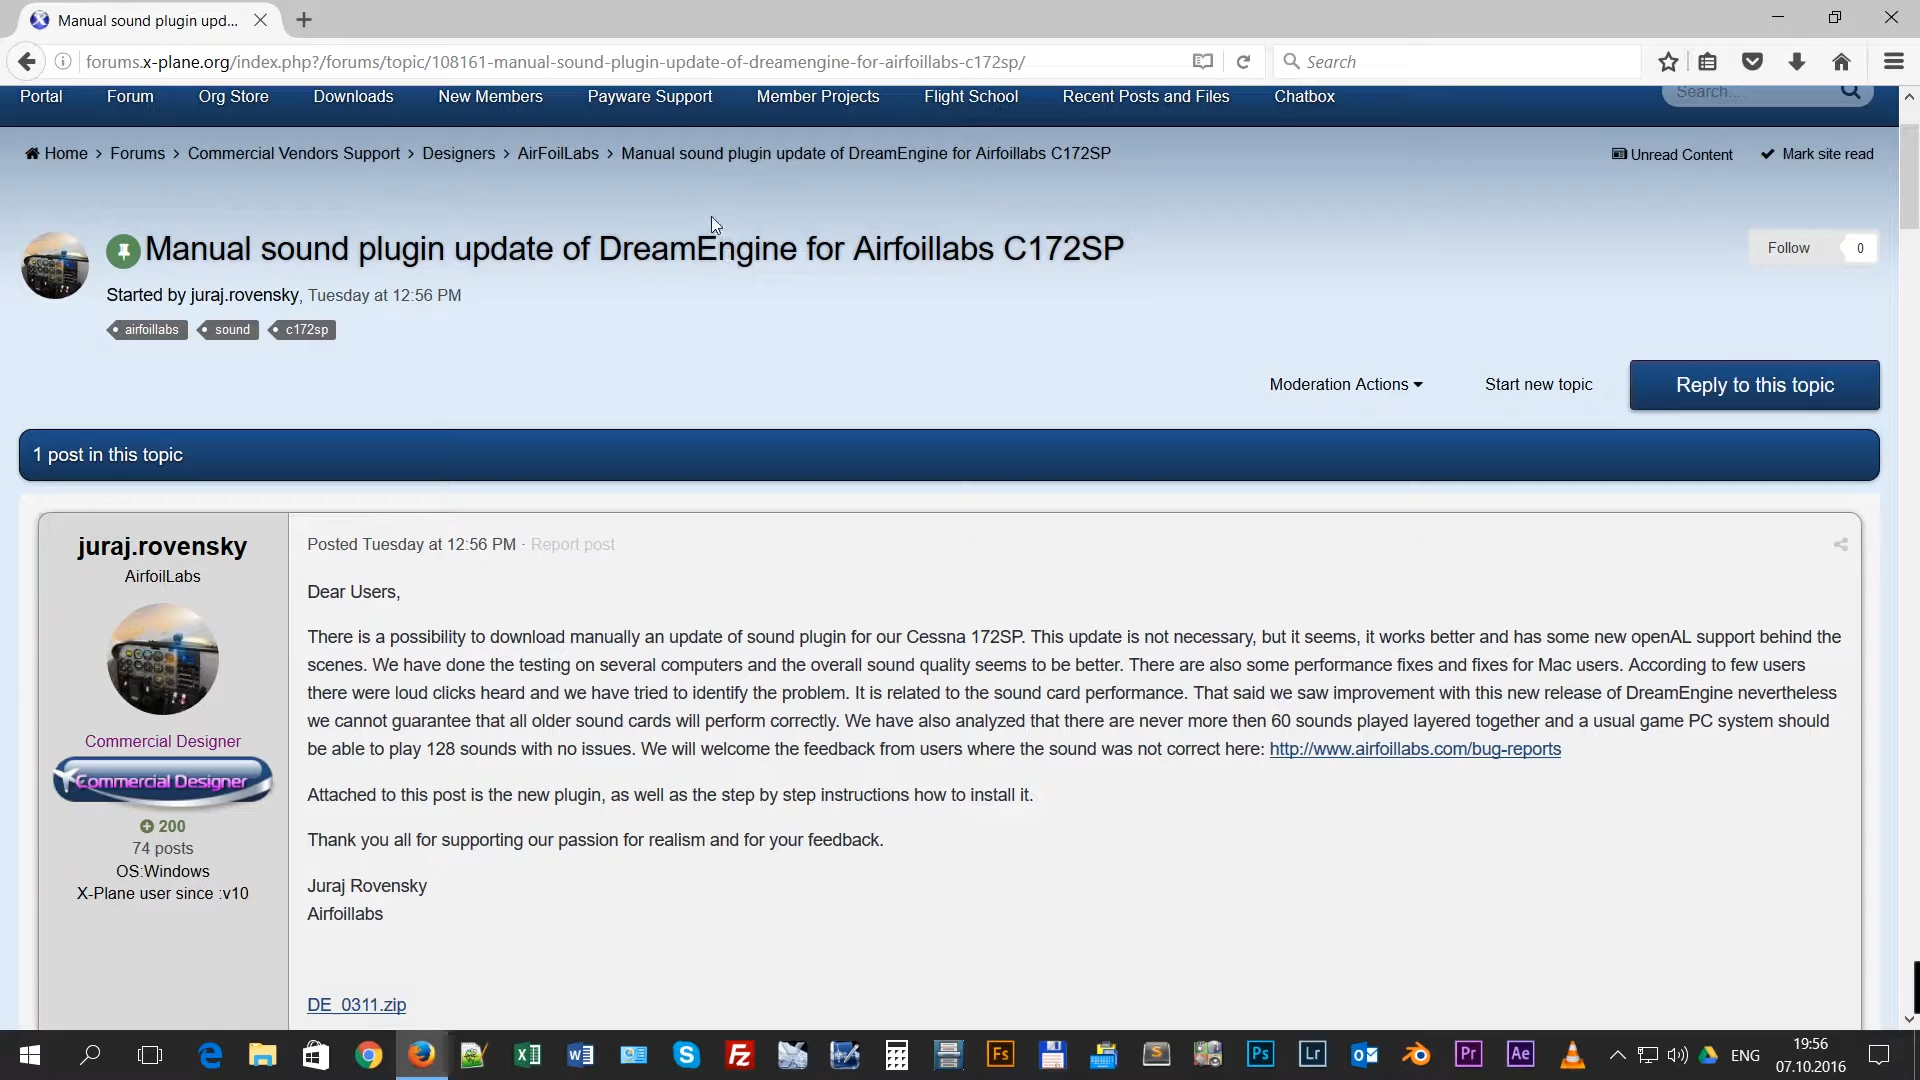 Manual sound plugin upd...
forums.x-plane.org/index.php?/forums/topic/108161-manual-sound-plugin-update-of-dreamengine-for-airfoillabs-c172sp/
Search
Portal Forum Org Store Downloads New Members Payware Support Member Projects Flight School Recent Posts and Files Chatbox Search...
Home > Forums > Commercial Vendors Support > Designers > AirFoilLabs > Manual sound plugin update of DreamEngine for Airfoillabs C172SP
Unread Content Mark site read
Manual sound plugin update of DreamEngine for Airfoillabs C172SP
Follow 0
Started by juraj.rovensky, Tuesday at 12:56 PM
airfoillabs sound c172sp
Moderation Actions Start new topic Reply to this topic
1 post in this topic
juraj.rovensky
AirfoilLabs
Commercial Designer
Commercial Designer
200
74 posts
OS:Windows
X-Plane user since :v10
Posted Tuesday at 12:56 PM · Report post
Dear Users,
There is a possibility to download manually an update of sound plugin for our Cessna 172SP. This update is not necessary, but it seems, it works better and has some new openAL support behind the
scenes. We have done the testing on several computers and the overall sound quality seems to be better. There are also some performance fixes and fixes for Mac users. According to few users
there were loud clicks heard and we have tried to identify the problem. It is related to the sound card performance. That said we saw improvement with this new release of DreamEngine nevertheless
we cannot guarantee that all older sound cards will perform correctly. We have also analyzed that there are never more then 60 sounds played layered together and a usual game PC system should
be able to play 128 sounds with no issues. We will welcome the feedback from users where the sound was not correct here: http://www.airfoillabs.com/bug-reports
Attached to this post is the new plugin, as well as the step by step instructions how to install it.
Thank you all for supporting our passion for realism and for your feedback.
Juraj Rovensky
Airfoillabs
DE_0311.zip
Fs Ps Lr Pr Ae
ENG
19:56
07.10.2016